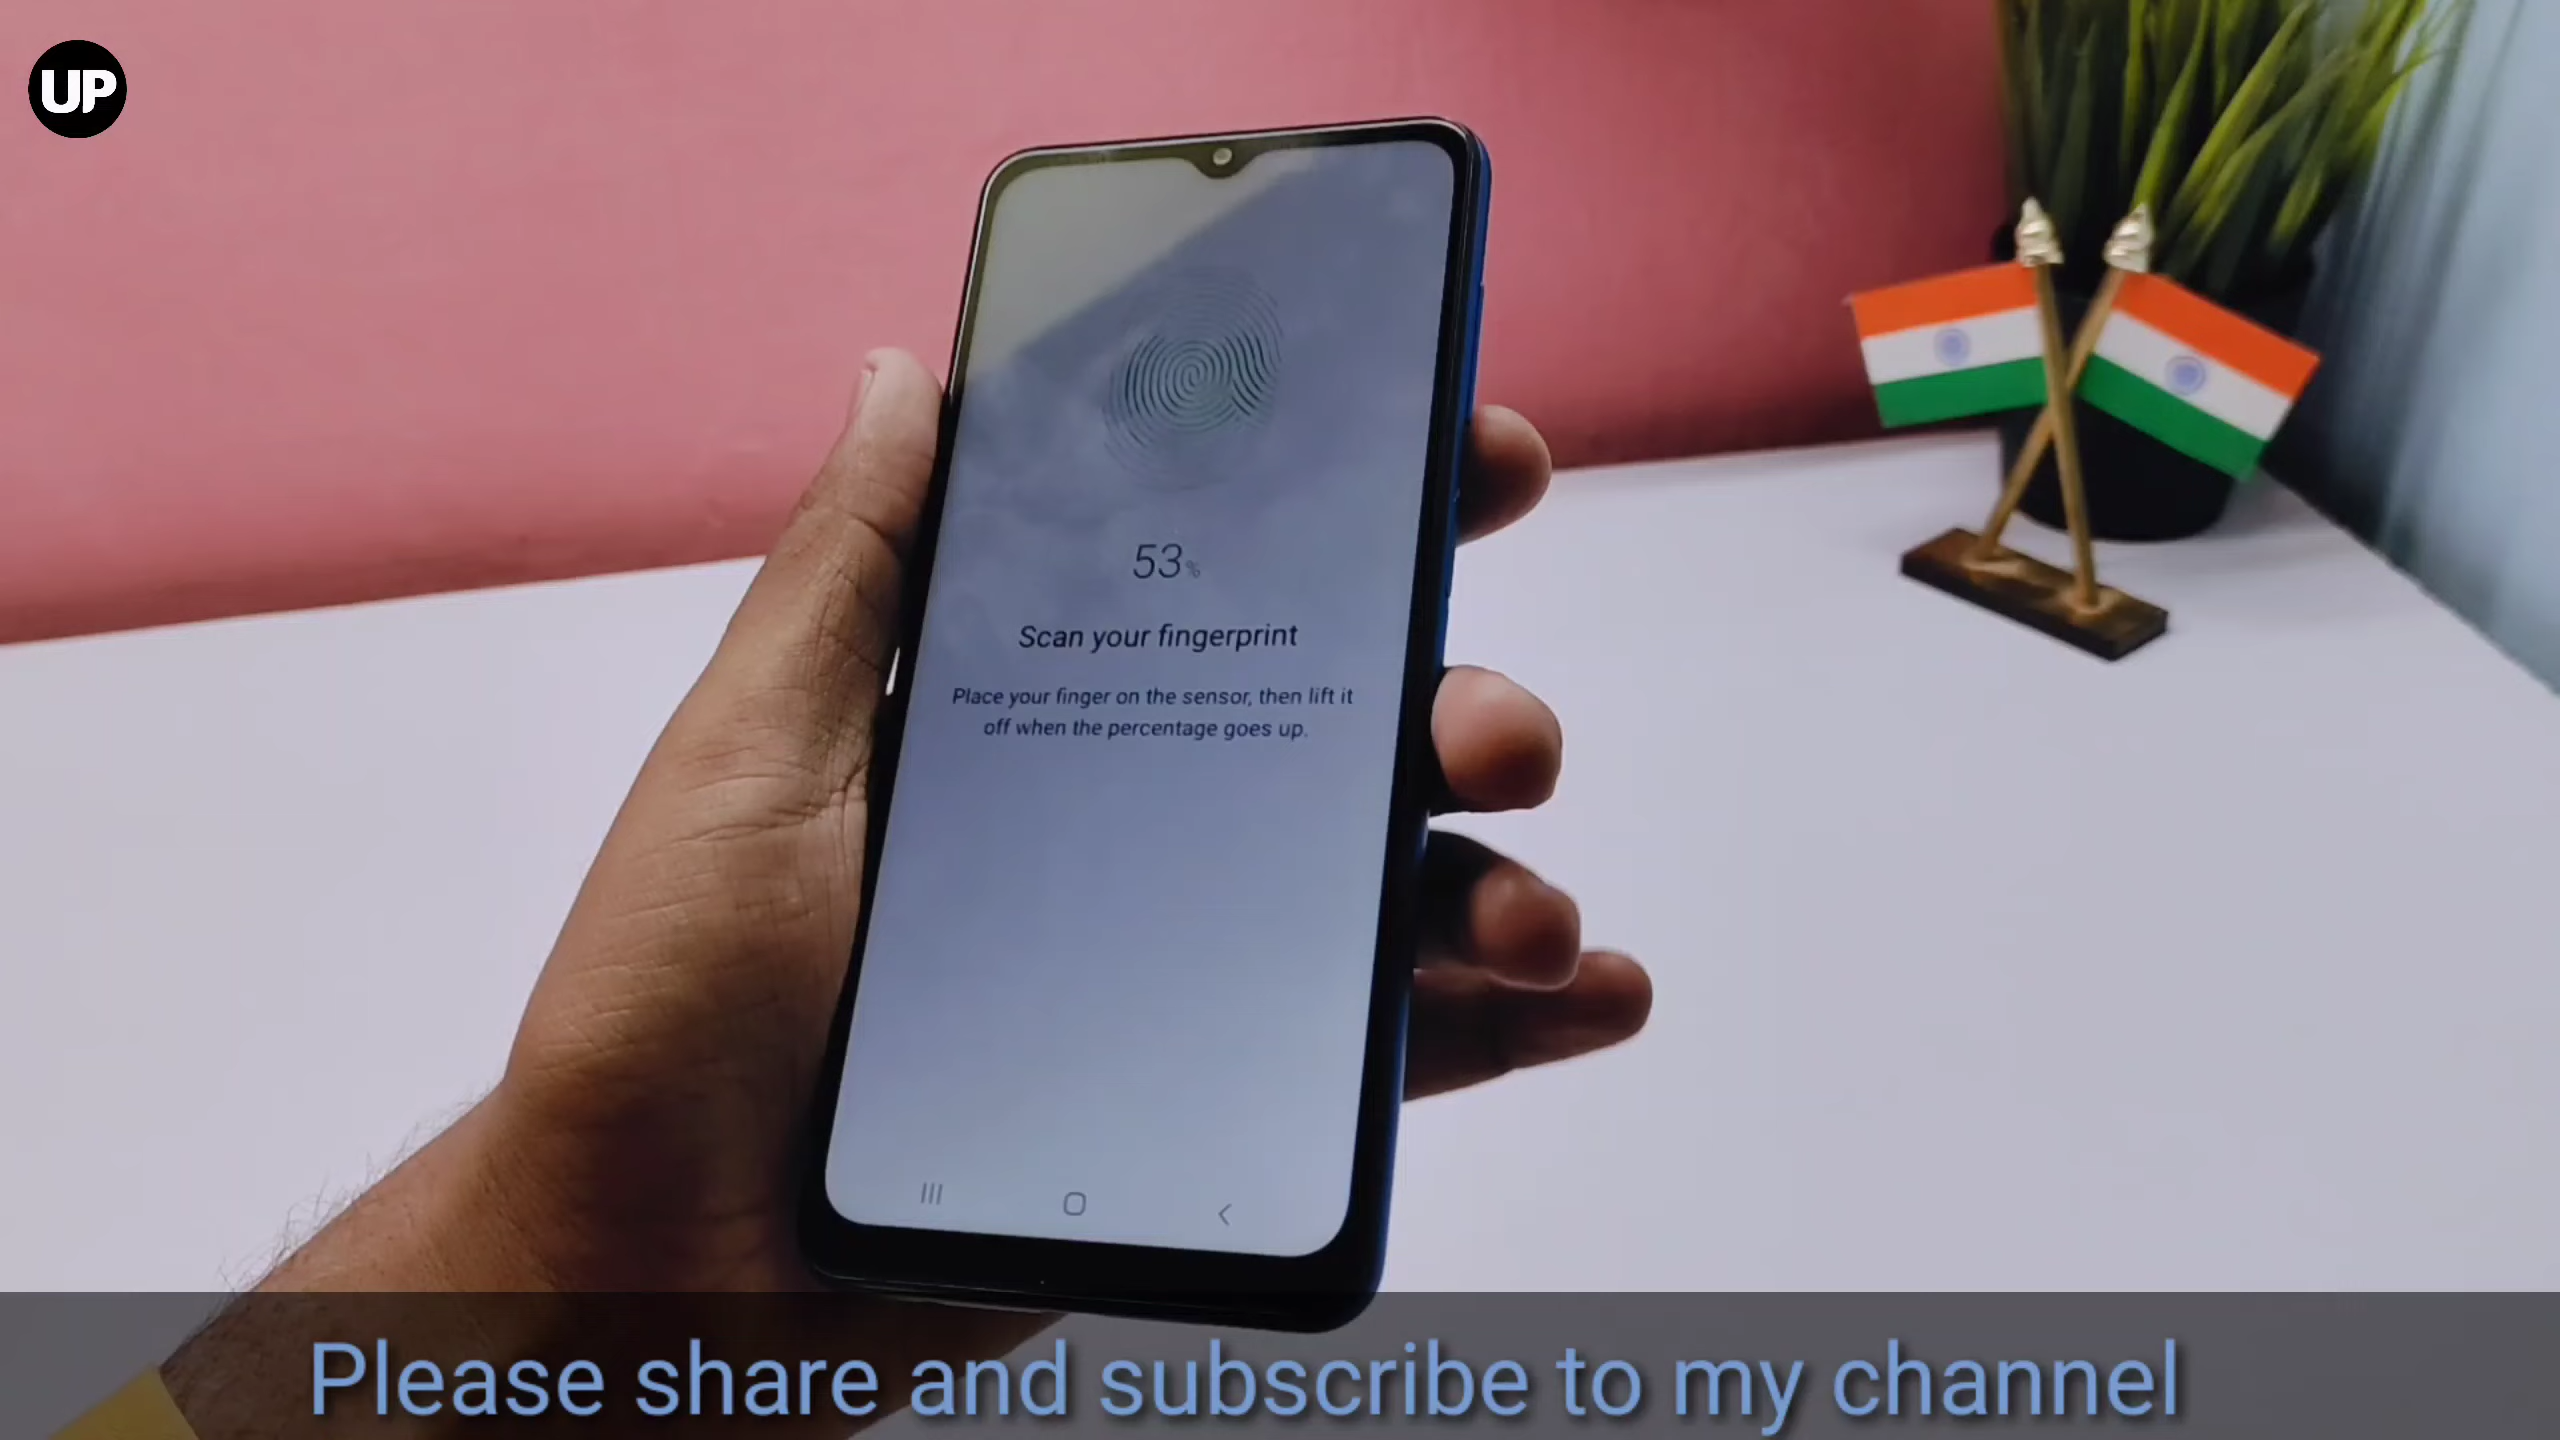 UP
53%
Scan your fingerprint
Place your finger on the sensor, then lift it
off when the percentage goes up.
Please share and subscribe to my channel